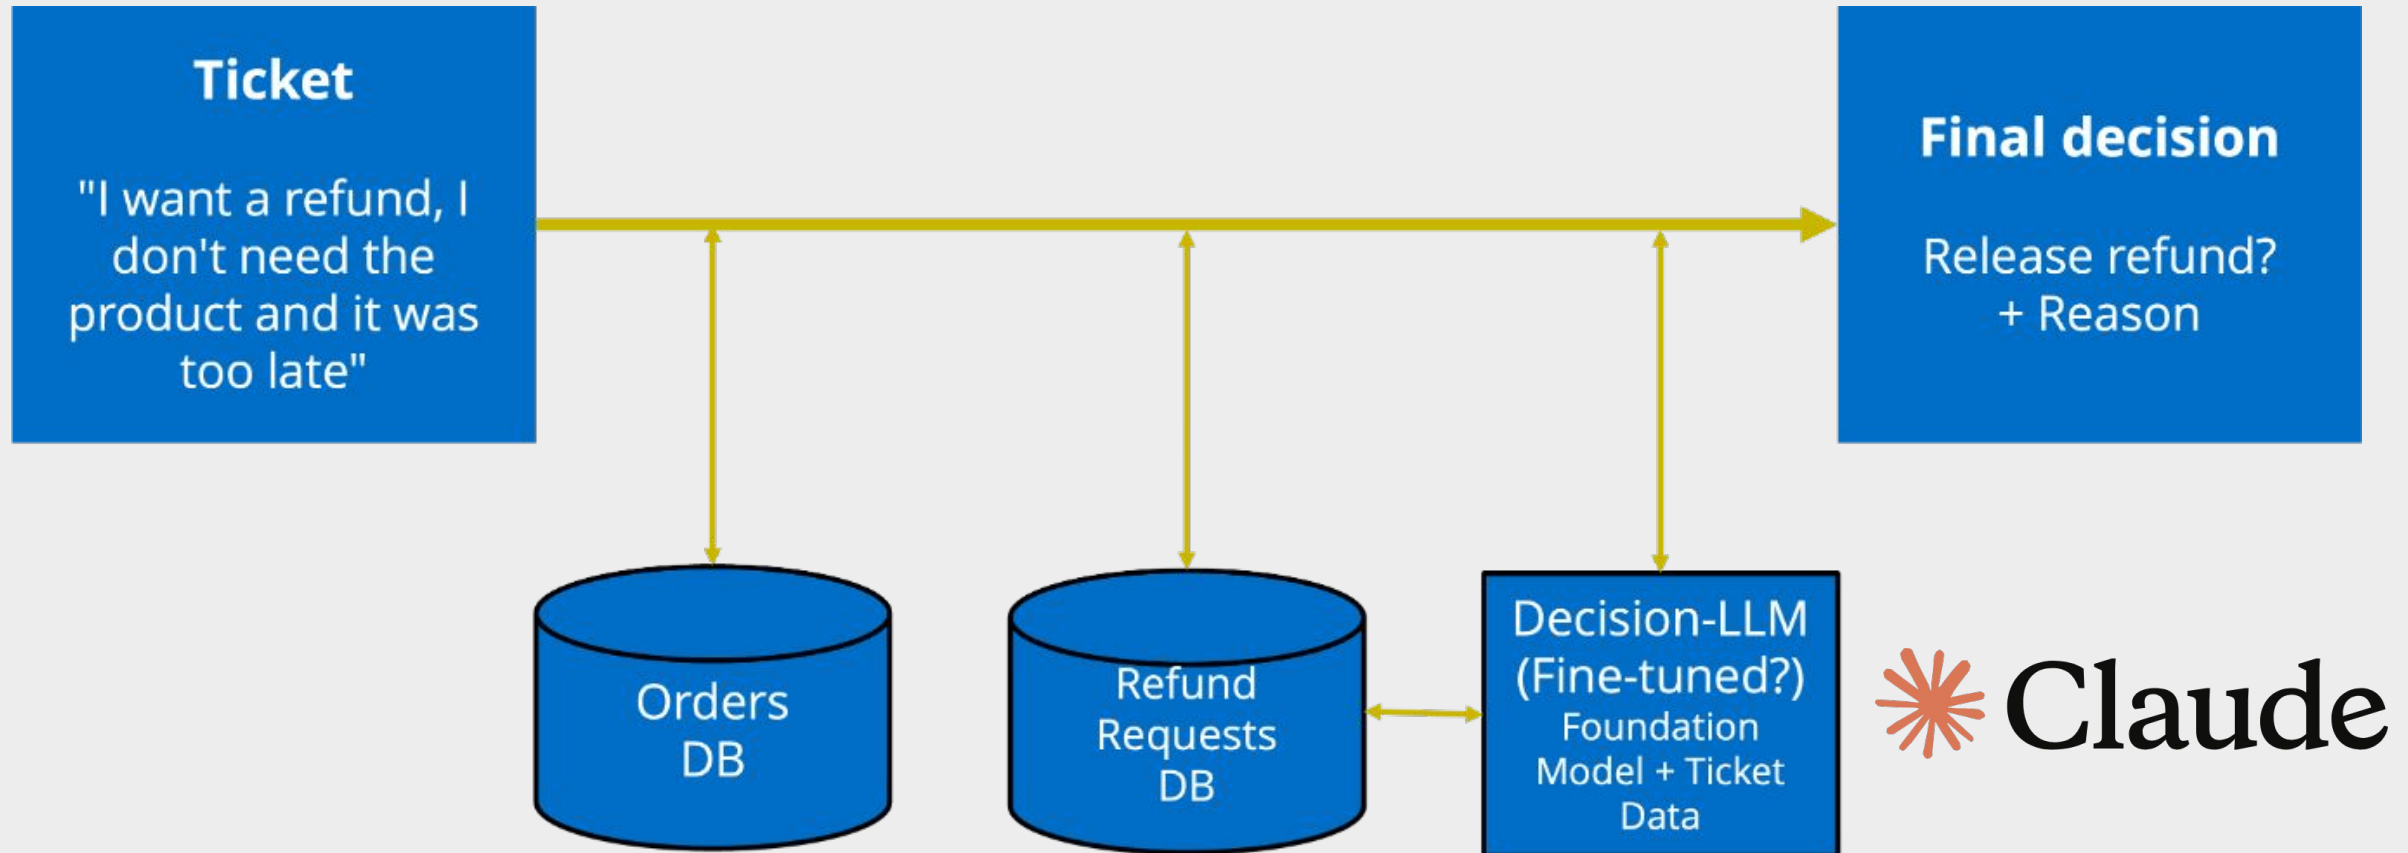 Ticket
"I want a refund, I
don't need the
product and it was
too late"
Final decision
Release refund?
+ Reason
Orders
DB
Refund
Requests
DB
Decision-LLM
(Fine-tuned?)
Foundation
Model + Ticket
Data
Claude